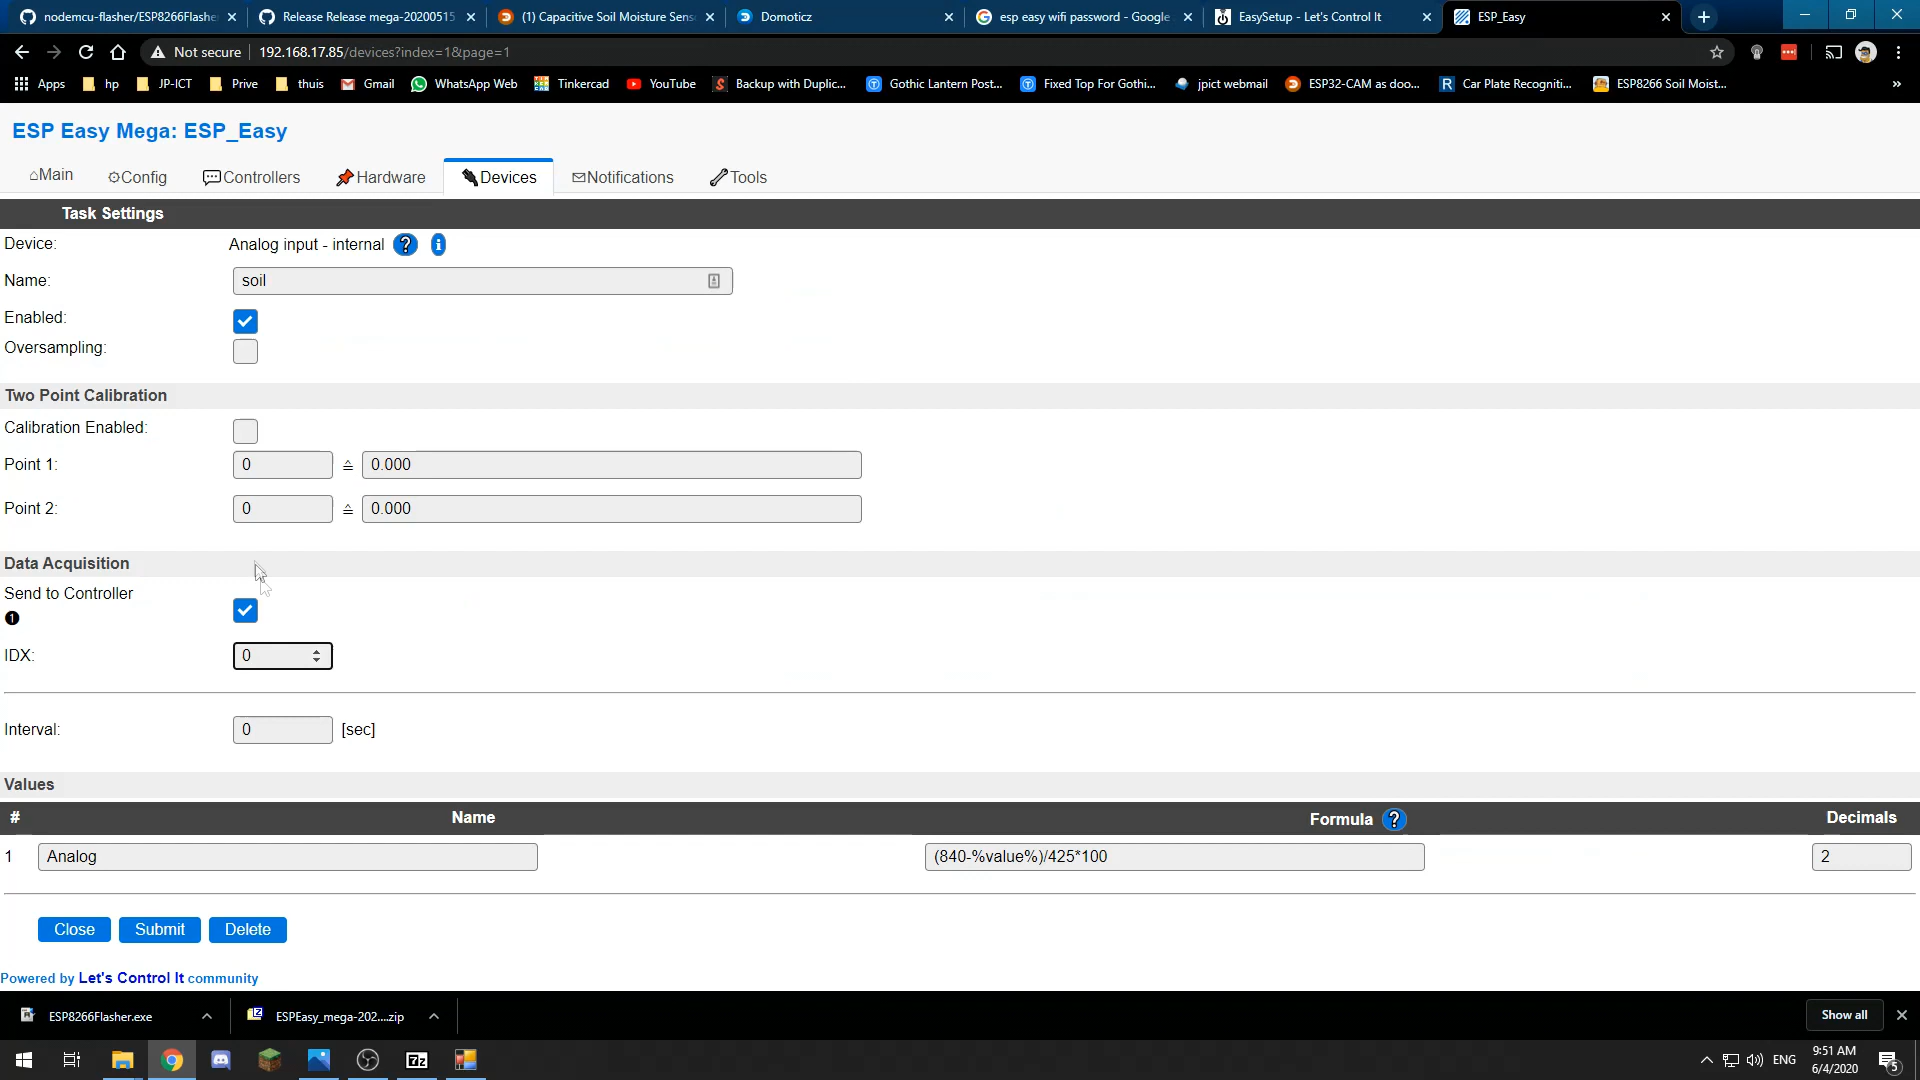 nodemcu-flasher/ESP8266Flashe
Release Release mega-20200515
(1) Capacitive Soil Moisture Sens
Domoticz
esp easy wifi password - Google
EasySetup - Let's Control It
ESP_Easy
Not secure 192.168.17.85/devices?index=1&page=1
Apps hp JP-ICT Prive thuis Gmail WhatsApp Web Tinkercad YouTube Backup with Duplic... Gothic Lantern Post... Fixed Top For Gothi... jpict webmail ESP32-CAM as doo... Car Plate Recogniti... ESP8266 Soil Moist... »
ESP Easy Mega: ESP_Easy
Main Config Controllers Hardware Devices Notifications Tools
Task Settings
Device: Analog input - internal ? i
Name: soil
Enabled:
Oversampling:
Two Point Calibration
Calibration Enabled:
Point 1: 0 ≙ 0.000
Point 2: 0 ≙ 0.000
Data Acquisition
Send to Controller
1
IDX: 0
Interval: 0 [sec]
Values
# Name Formula ? Decimals
1 Analog (840-%value%)/425*100 2
Close Submit Delete
Powered by Let's Control It community
ESP8266Flasher.exe ESPEasy_mega-202....zip Show all
7z ENG 9:51 AM
6/4/2020 5